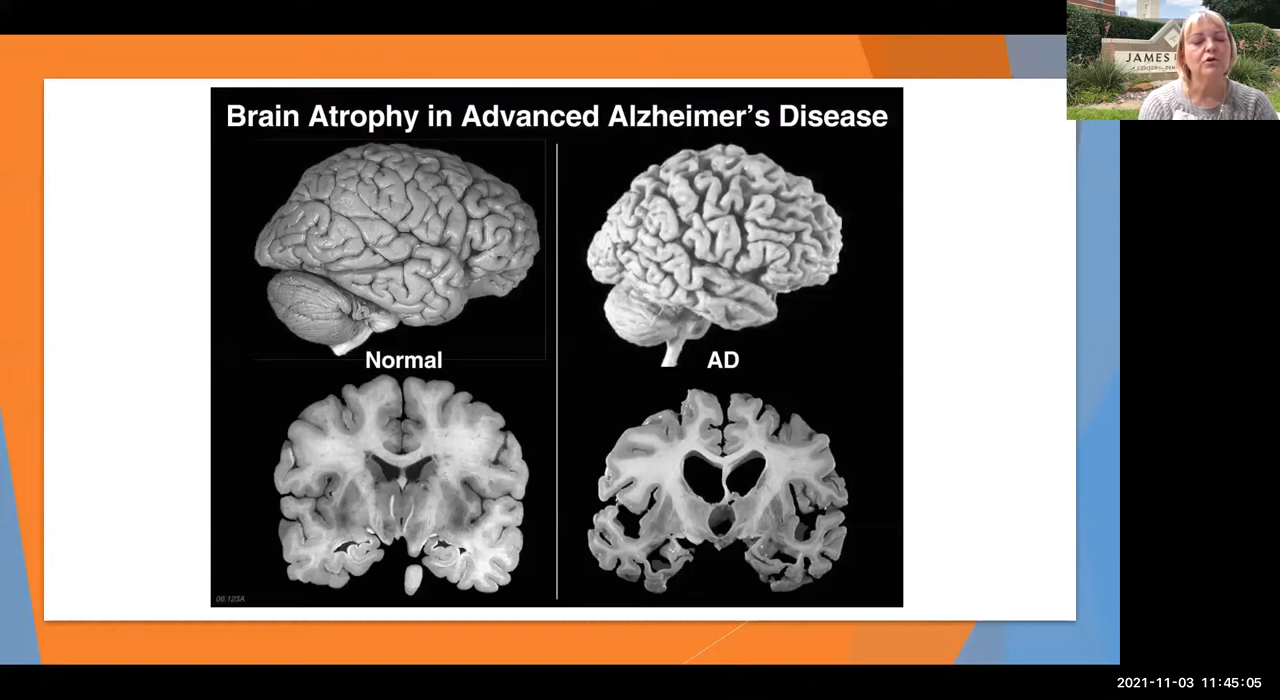 Brain Atrophy in Advanced Alzheimer's Disease
JAMES
Normal
AD
06.123A
2021-11-03 11:45:05